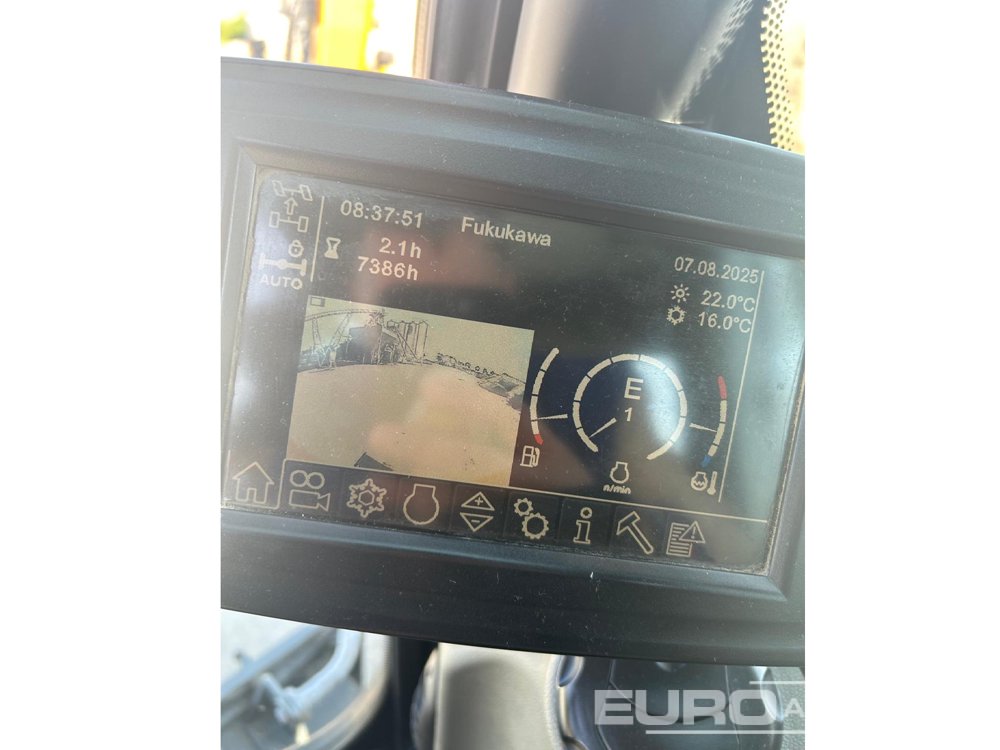 08:37:51 Fukukawa
2.1h
7386h
07.08.2025
22.0°C
16.0°C
AUTO
E
1
n/min
EURO A